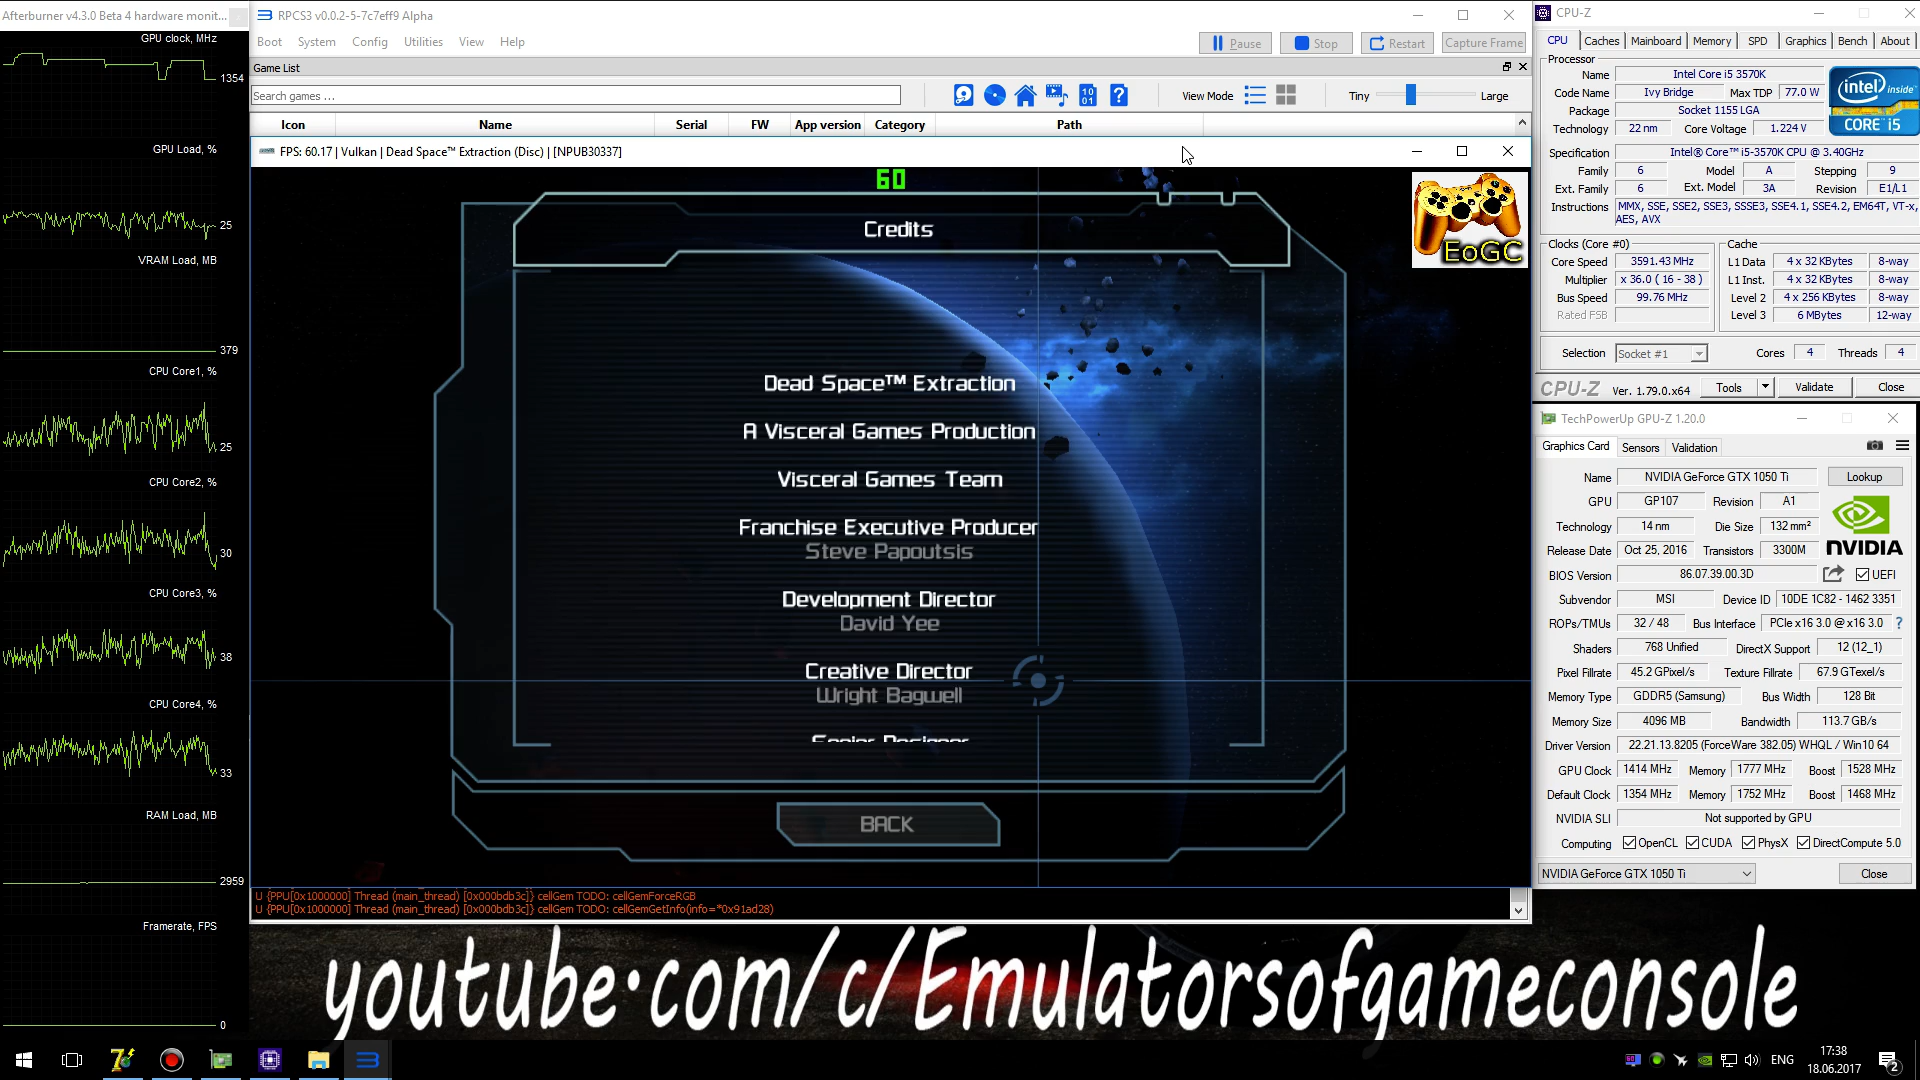 Afterburner v4.3.0 Beta 4 hardware monit...
GPU clock, MHz
1354
GPU Load, %
25
VRAM Load, MB
379
CPU Core1, %
25
CPU Core2, %
30
CPU Core3, %
38
CPU Core4, %
33
RAM Load, MB
2959
Framerate, FPS
0
RPCS3 v0.0.2-5-7c7eff9 Alpha
Boot System Config Utilities View Help
Pause Stop Restart Capture Frame
Game List
Search games ...
View Mode Tiny Large
Icon Name Serial FW App version Category Path
FPS: 60.17 | Vulkan | Dead Space™ Extraction (Disc) | [NPUB30337]
60
EoGC
Credits
Dead Space™ Extraction
A Visceral Games Production
Visceral Games Team
Franchise Executive Producer
Steve Papoutsis
Development Director
David Yee
Creative Director
Wright Bagwell
Senior Designer
BACK
U {PPU[0x1000000] Thread (main_thread) [0x000bdb3c]} cellGem TODO: cellGemForceRGB
U {PPU[0x1000000] Thread (main_thread) [0x000bdb3c]} cellGem TODO: cellGemGetInfo(info=*0x91ad28)
CPU-Z
CPU Caches Mainboard Memory SPD Graphics Bench About
Processor
Name Intel Core i5 3570K
Code Name Ivy Bridge Max TDP 77.0 W
Package Socket 1155 LGA
Technology 22 nm Core Voltage 1.224 V
intel inside
CORE i5
Specification Intel® Core™ i5-3570K CPU @ 3.40GHz
Family 6 Model A Stepping 9
Ext. Family 6 Ext. Model 3A Revision E1/L1
Instructions MMX, SSE, SSE2, SSE3, SSSE3, SSE4.1, SSE4.2, EM64T, VT-x,
AES, AVX
Clocks (Core #0) Cache
Core Speed 3591.43 MHz L1 Data 4 x 32 KBytes 8-way
Multiplier x 36.0 ( 16 - 38 ) L1 Inst. 4 x 32 KBytes 8-way
Bus Speed 99.76 MHz Level 2 4 x 256 KBytes 8-way
Rated FSB Level 3 6 MBytes 12-way
Selection Socket #1 Cores 4 Threads 4
CPU-Z Ver. 1.79.0.x64 Tools Validate Close
TechPowerUp GPU-Z 1.20.0
Graphics Card Sensors Validation
Name NVIDIA GeForce GTX 1050 Ti Lookup
GPU GP107 Revision A1
Technology 14 nm Die Size 132 mm²
Release Date Oct 25, 2016 Transistors 3300M
NVIDIA
BIOS Version 86.07.39.00.3D UEFI
Subvendor MSI Device ID 10DE 1C82 - 1462 3351
ROPs/TMUs 32 / 48 Bus Interface PCIe x16 3.0 @ x16 3.0 ?
Shaders 768 Unified DirectX Support 12 (12_1)
Pixel Fillrate 45.2 GPixel/s Texture Fillrate 67.9 GTexel/s
Memory Type GDDR5 (Samsung) Bus Width 128 Bit
Memory Size 4096 MB Bandwidth 113.7 GB/s
Driver Version 22.21.13.8205 (ForceWare 382.05) WHQL / Win10 64
GPU Clock 1414 MHz Memory 1777 MHz Boost 1528 MHz
Default Clock 1354 MHz Memory 1752 MHz Boost 1468 MHz
NVIDIA SLI Not supported by GPU
Computing OpenCL CUDA PhysX DirectCompute 5.0
NVIDIA GeForce GTX 1050 Ti Close
youtube.com/c/Emulatorsofgameconsole
ENG
17:38
18.06.2017
2